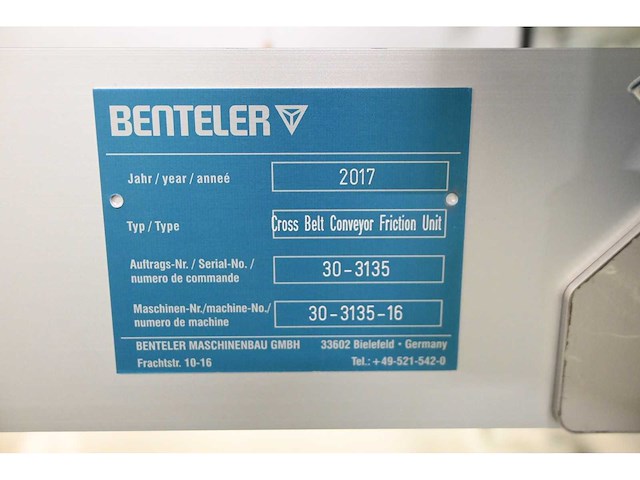 BENTELER
Jahr / year / anneé 2017
Typ / Type Cross Belt Conveyor Friction Unit
Auftrags-Nr. / Serial-No. / 30-3135
numero de commande
Maschinen-Nr./machine-No./ 30-3135-16
numero de machine
BENTELER MASCHINENBAU GMBH 33602 Bielefeld · Germany
Frachtstr. 10-16 Tel.: +49-521-542-0